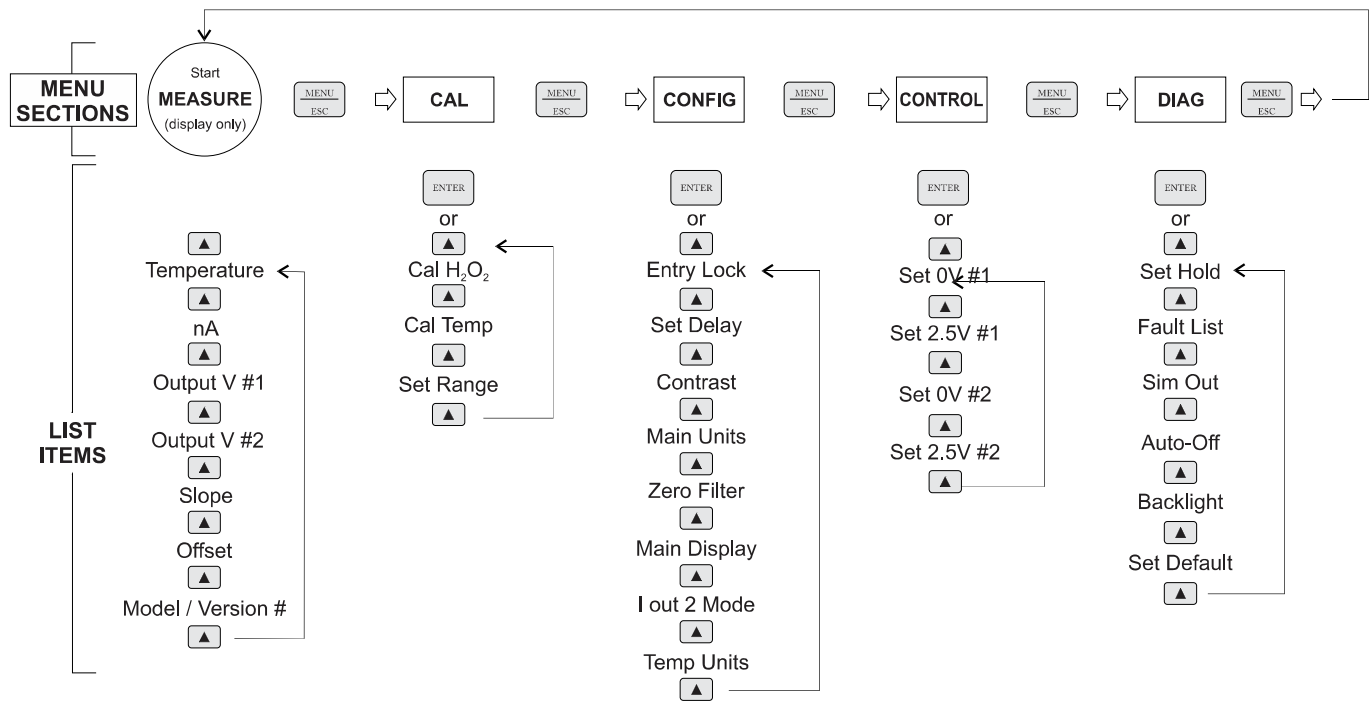 MENU
SECTIONS
Start
MEASURE
(display only)
MENU
ESC
CAL
MENU
ESC
CONFIG
MENU
ESC
CONTROL
MENU
ESC
DIAG
MENU
ESC
LIST
ITEMS
Temperature
nA
Output V #1
Output V #2
Slope
Offset
Model / Version #
ENTER
or
Cal H₂O₂
Cal Temp
Set Range
ENTER
or
Entry Lock
Set Delay
Contrast
Main Units
Zero Filter
Main Display
I out 2 Mode
Temp Units
ENTER
or
Set 0V #1
Set 2.5V #1
Set 0V #2
Set 2.5V #2
ENTER
or
Set Hold
Fault List
Sim Out
Auto-Off
Backlight
Set Default